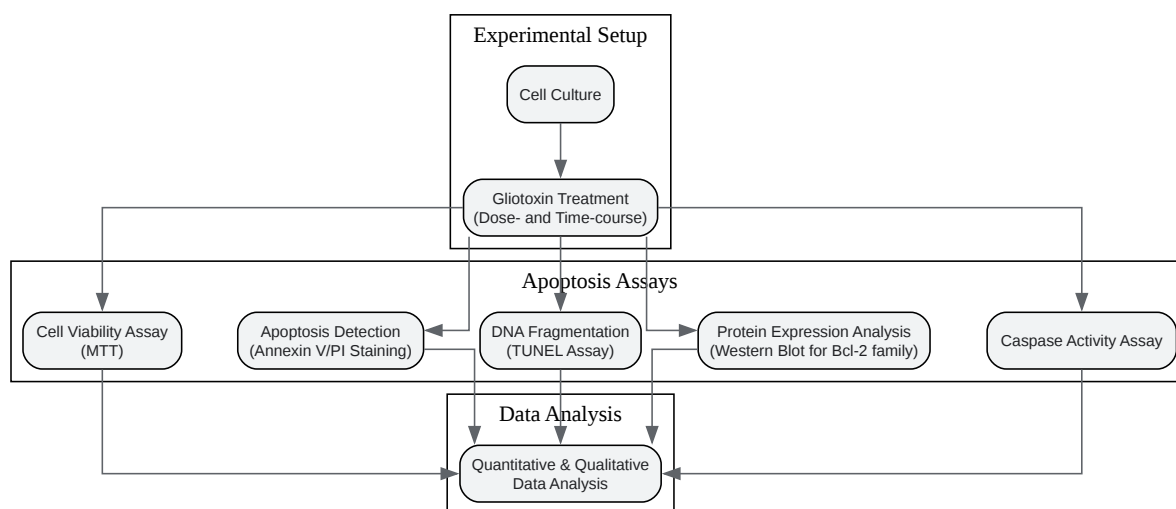 Experimental Setup
Cell Culture
Gliotoxin Treatment
(Dose- and Time-course)
Apoptosis Assays
Cell Viability Assay
(MTT)
Apoptosis Detection
(Annexin V/PI Staining)
DNA Fragmentation
(TUNEL Assay)
Protein Expression Analysis
(Western Blot for Bcl-2 family)
Caspase Activity Assay
Data Analysis
Quantitative & Qualitative
Data Analysis